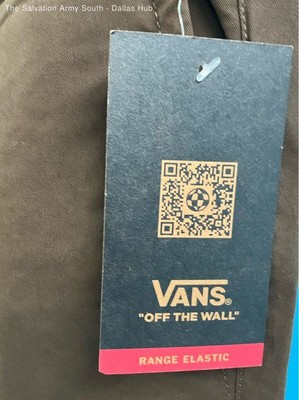 The Salvation Army South - Dallas Hub
VANS®
"OFF THE WALL"
RANGE ELASTIC